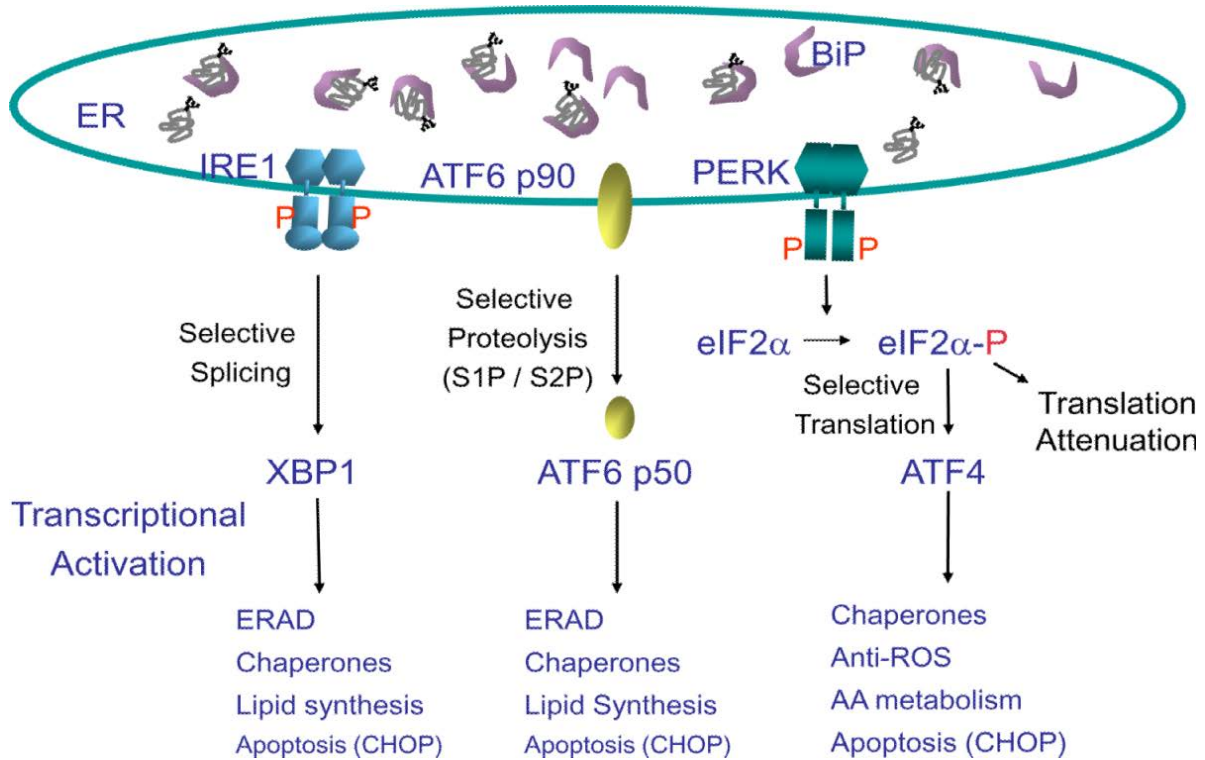 BiP
ER
IRE1
ATF6 p90
PERK
P
P
P
P
Selective
Splicing
Selective
Proteolysis
(S1P / S2P)
eIF2α
eIF2α-P
Selective
Translation
Translation
Attenuation
XBP1
ATF6 p50
ATF4
Transcriptional
Activation
ERAD
Chaperones
Lipid synthesis
Apoptosis (CHOP)
ERAD
Chaperones
Lipid Synthesis
Apoptosis (CHOP)
Chaperones
Anti-ROS
AA metabolism
Apoptosis (CHOP)